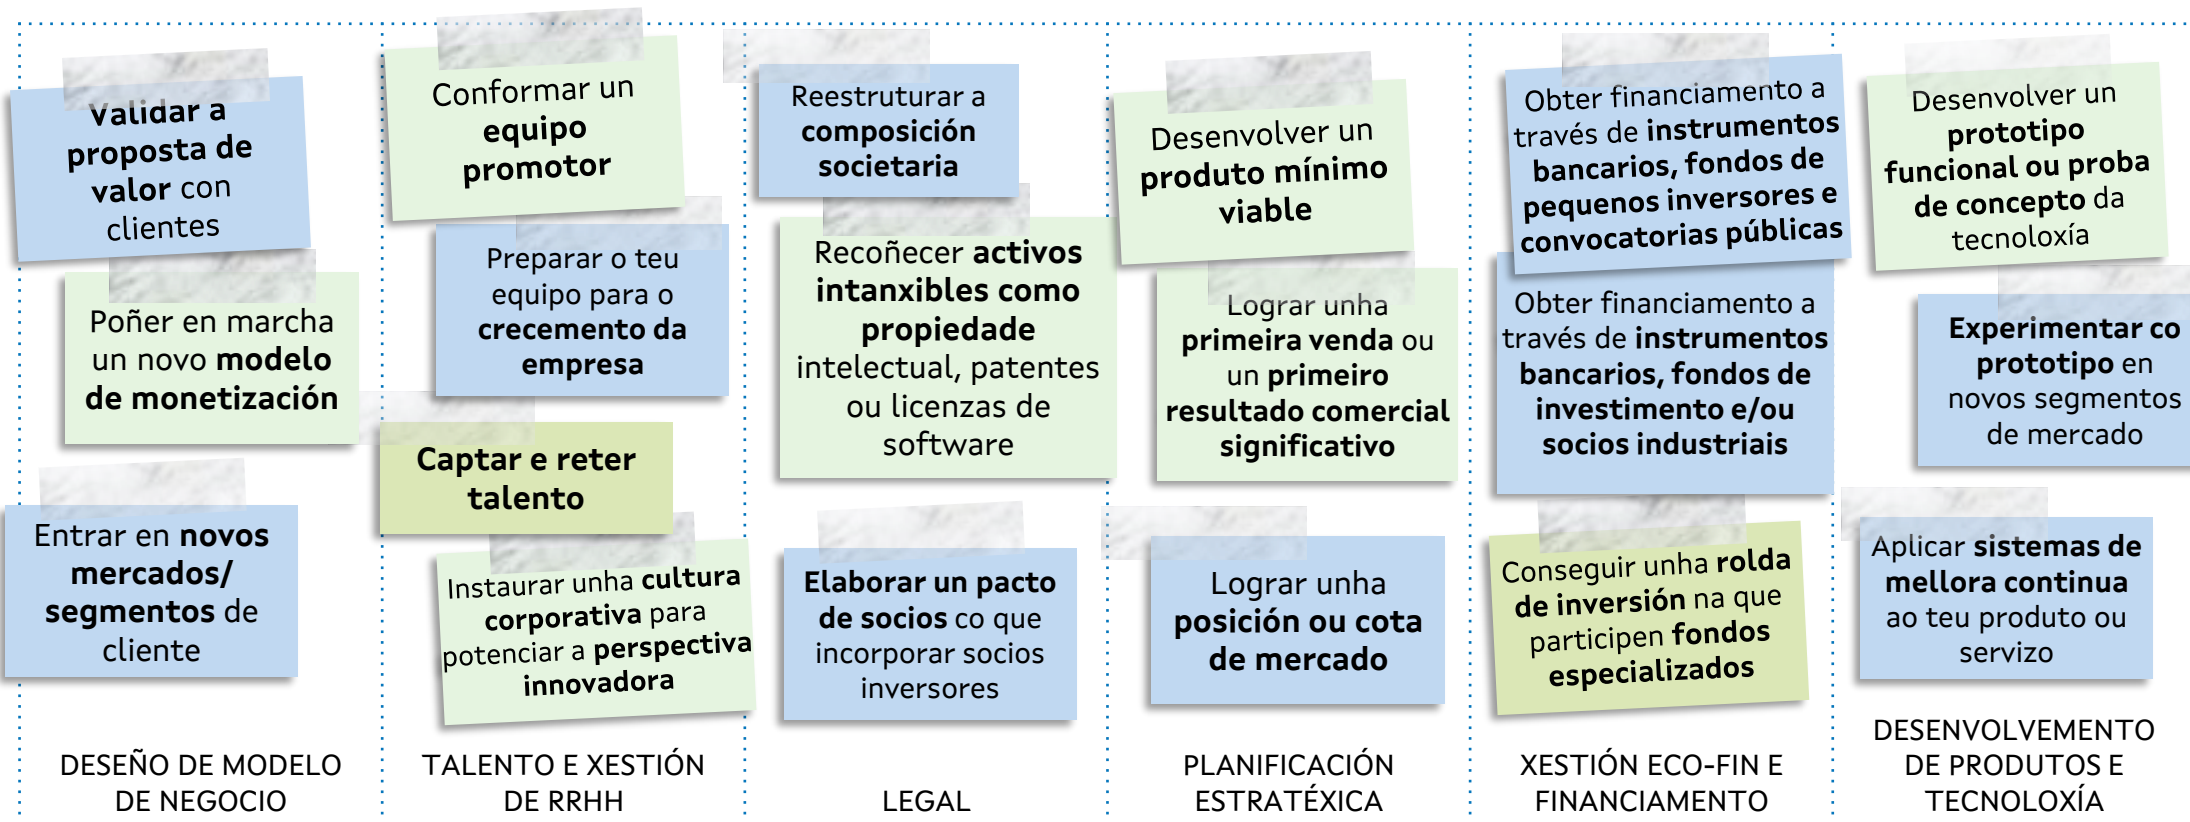 Validar a
proposta de
valor con
clientes
Poñer en marcha
un novo modelo
de monetización
Entrar en novos
mercados/
segmentos de
cliente
DESEÑO DE MODELO
DE NEGOCIO
Conformar un
equipo
promotor
Preparar o teu
equipo para o
crecemento da
empresa
Captar e reter
talento
Instaurar unha cultura
corporativa para
potenciar a perspectiva
innovadora
TALENTO E XESTIÓN
DE RRHH
Reestruturar a
composición
societaria
Recoñecer activos
intanxibles como
propiedade
intelectual, patentes
ou licenzas de
software
Elaborar un pacto
de socios co que
incorporar socios
inversores
LEGAL
Desenvolver un
produto mínimo
viable
Lograr unha
primeira venda ou
un primeiro
resultado comercial
significativo
Lograr unha
posición ou cota
de mercado
PLANIFICACIÓN
ESTRATÉXICA
Obter financiamento a
través de instrumentos
bancarios, fondos de
pequenos inversores e
convocatorias públicas
Obter financiamento a
través de instrumentos
bancarios, fondos de
investimento e/ou
socios industriais
Conseguir unha rolda
de inversión na que
participen fondos
especializados
XESTIÓN ECO-FIN E
FINANCIAMENTO
Desenvolver un
prototipo
funcional ou proba
de concepto da
tecnoloxía
Experimentar co
prototipo en
novos segmentos
de mercado
Aplicar sistemas de
mellora continua
ao teu produto ou
servizo
DESENVOLVEMENTO
DE PRODUTOS E
TECNOLOXÍA